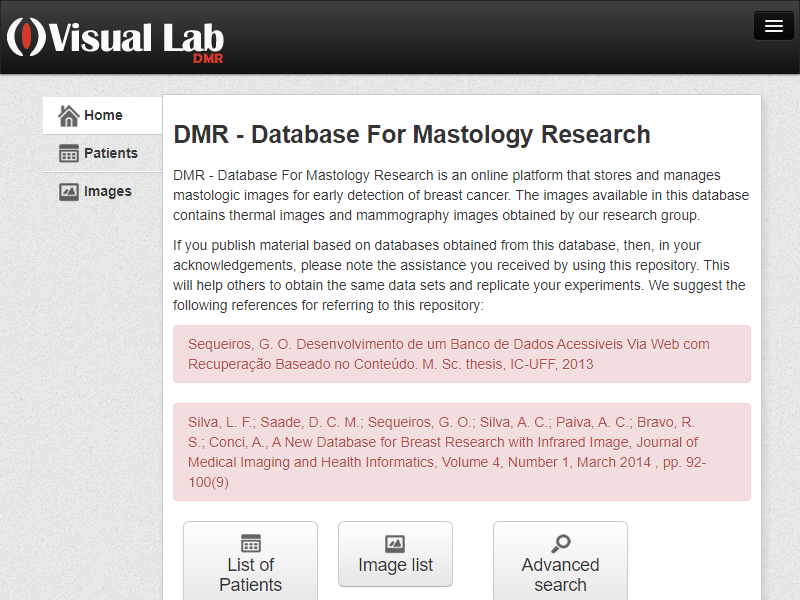 Visual Lab
DMR
Home
Patients
Images
DMR - Database For Mastology Research
DMR - Database For Mastology Research is an online platform that stores and manages
mastologic images for early detection of breast cancer. The images available in this database
contains thermal images and mammography images obtained by our research group.
If you publish material based on databases obtained from this database, then, in your
acknowledgements, please note the assistance you received by using this repository. This
will help others to obtain the same data sets and replicate your experiments. We suggest the
following references for referring to this repository:
Sequeiros, G. O. Desenvolvimento de um Banco de Dados Acessiveis Via Web com
Recuperação Baseado no Conteúdo. M. Sc. thesis, IC-UFF, 2013
Silva, L. F.; Saade, D. C. M.; Sequeiros, G. O.; Silva, A. C.; Paiva, A. C.; Bravo, R.
S.; Conci, A., A New Database for Breast Research with Infrared Image, Journal of
Medical Imaging and Health Informatics, Volume 4, Number 1, March 2014 , pp. 92-
100(9)
List of
Patients
Image list
Advanced
search